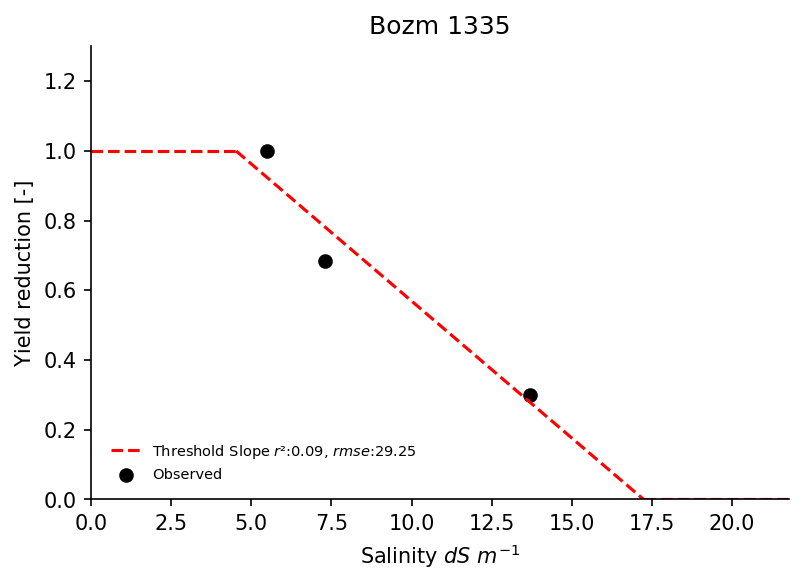 Bozm 1335
Yield reduction [-]
1.2
1.0
0.8
0.6
0.4
0.2
0.0
Threshold Slope r²:0.09, rmse:29.25
Observed
0.0 2.5 5.0 7.5 10.0 12.5 15.0 17.5 20.0
Salinity dS m⁻¹